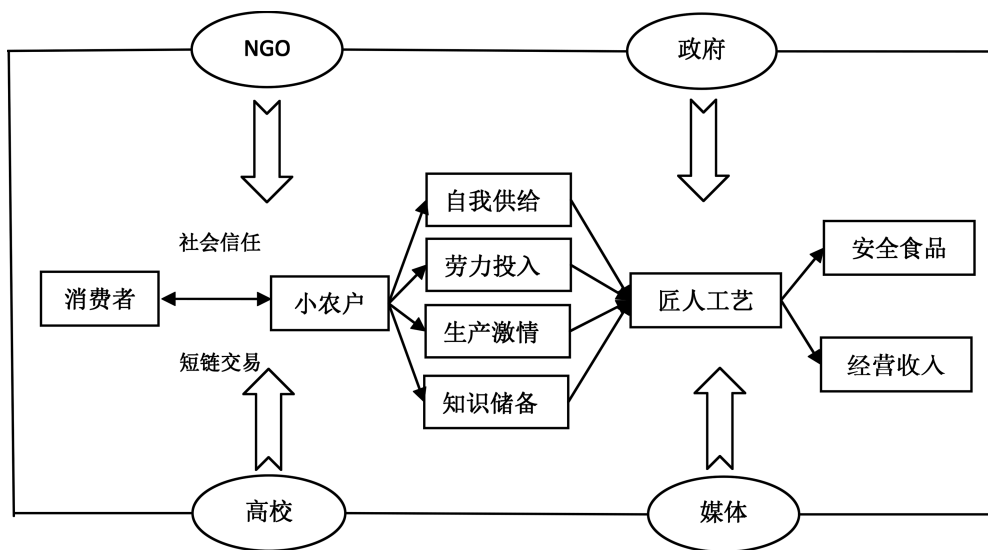 NGO
政府
自我供给
社会信任
劳力投入
安全食品
消费者
小农户
匠人工艺
生产激情
短链交易
经营收入
知识储备
高校
媒体